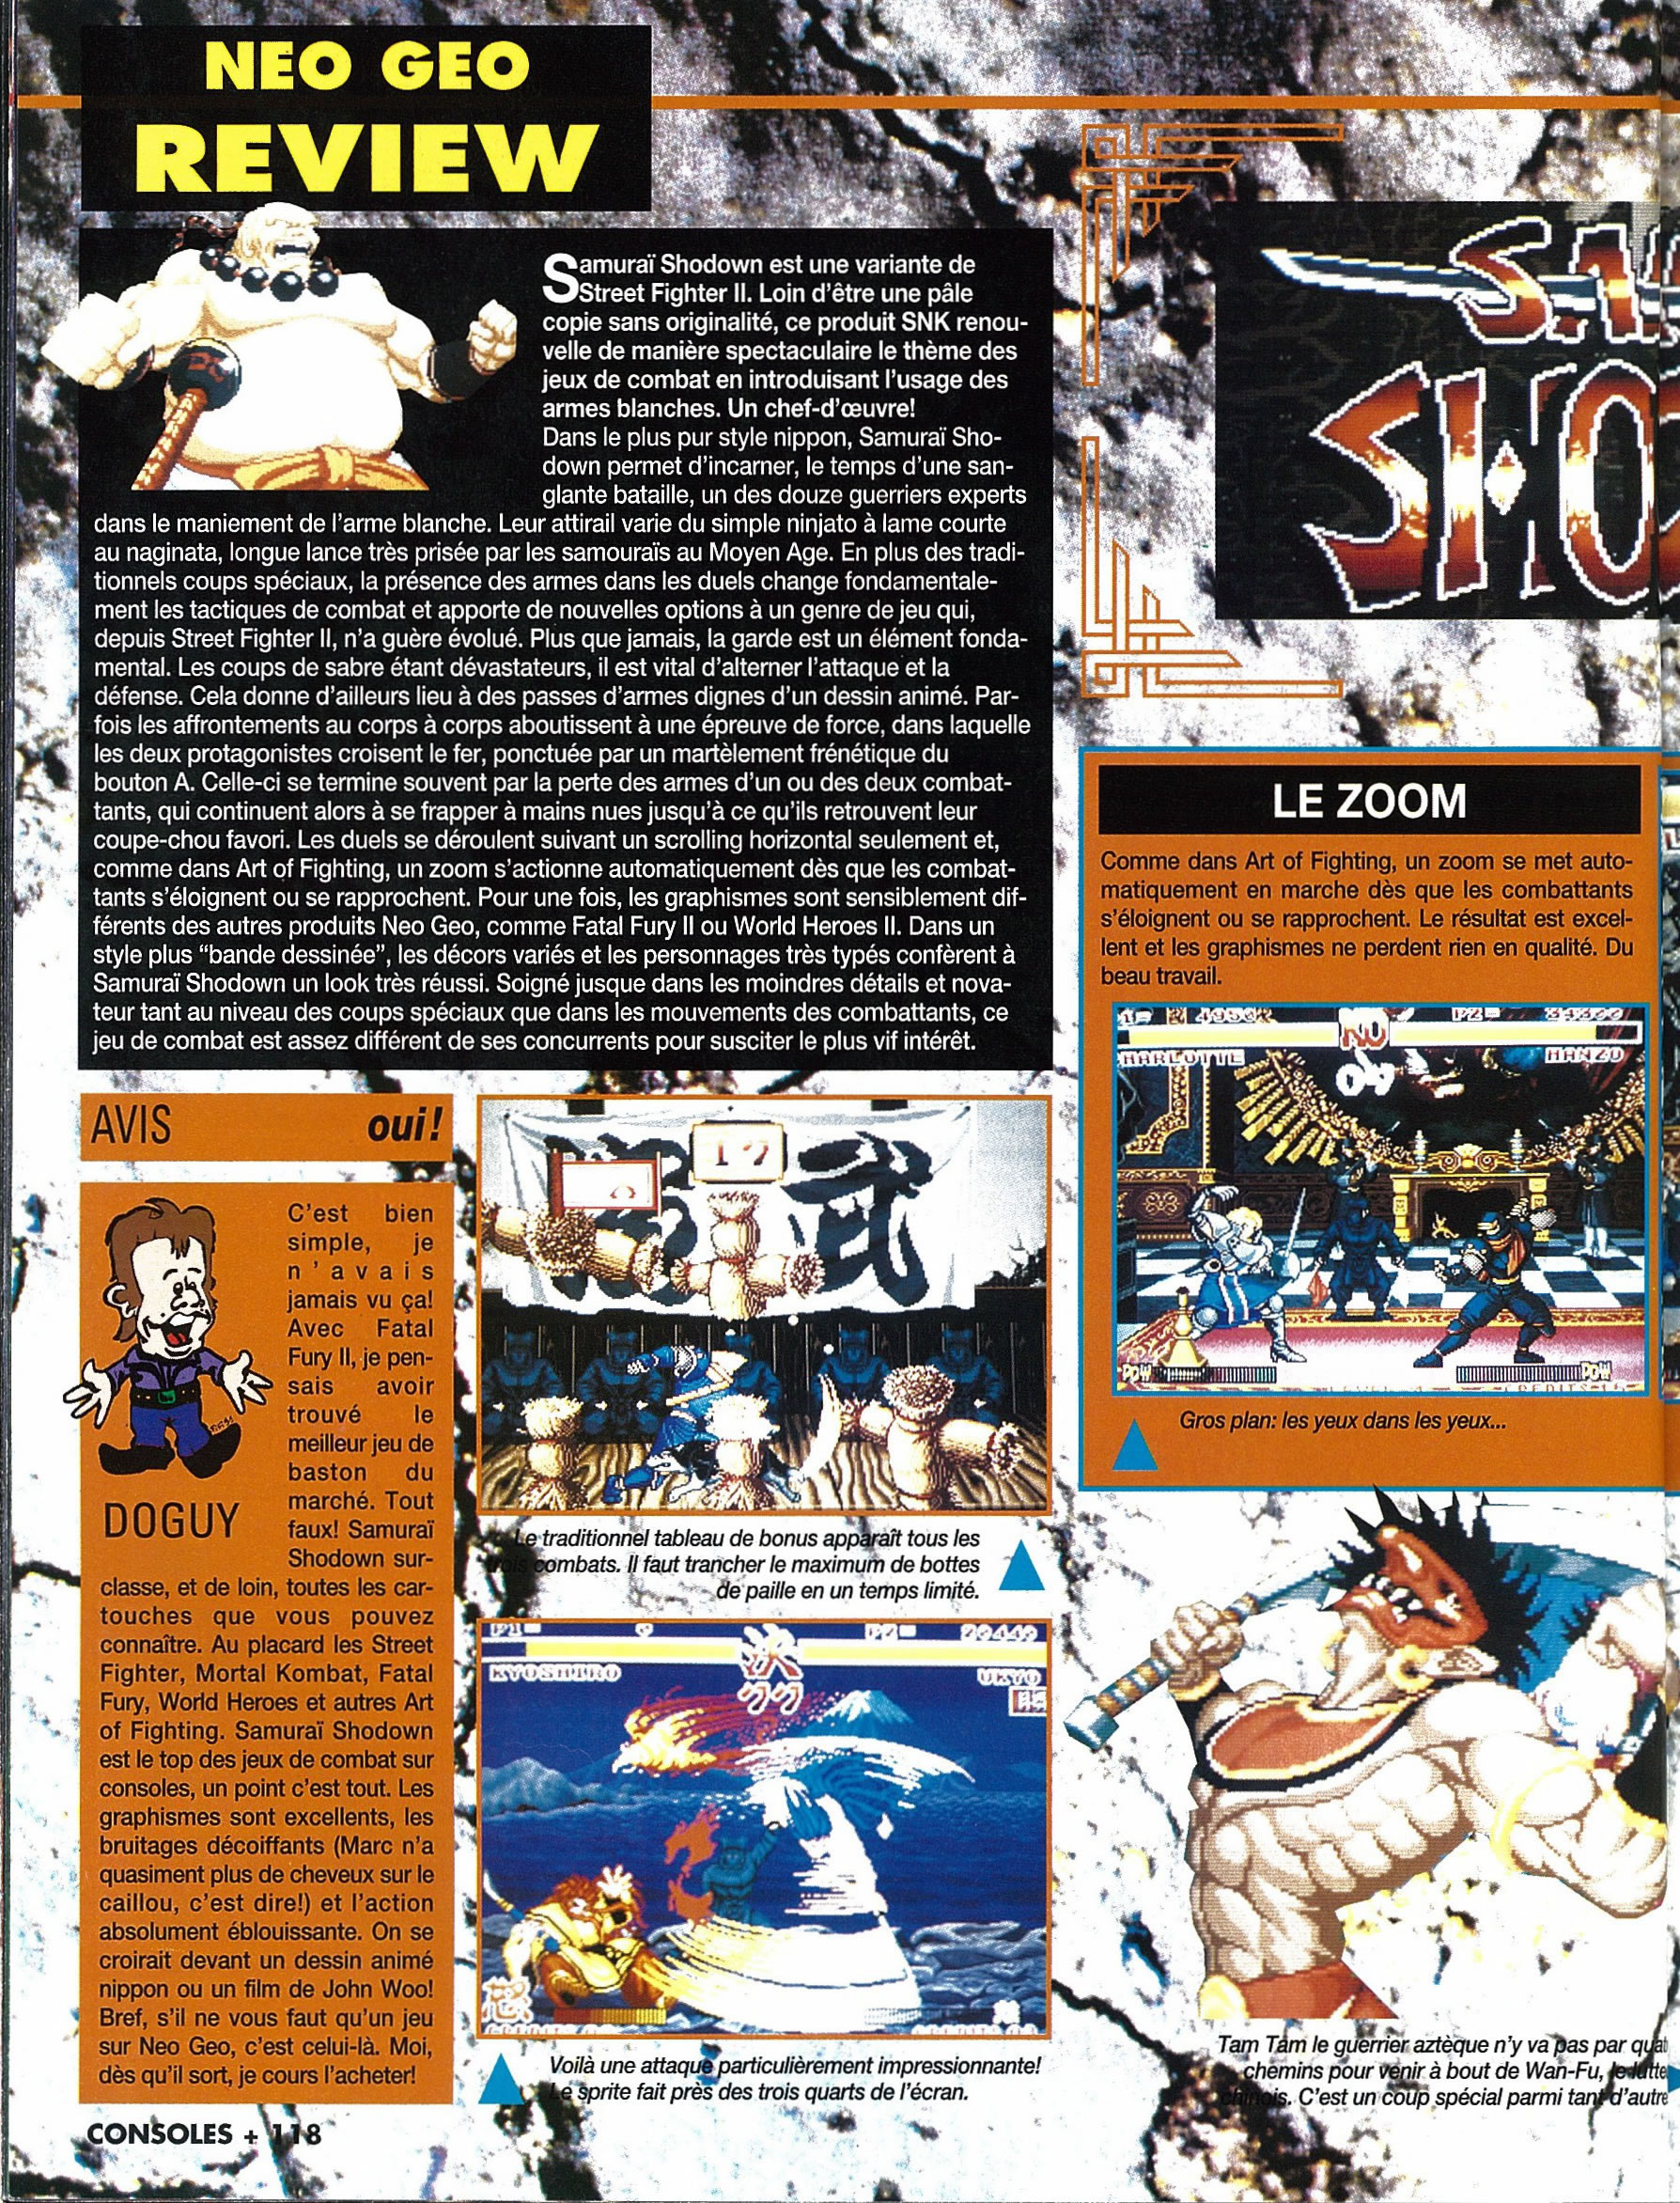 NEO GEO
REVIEW
Samuraï Shodown est une variante de
Street Fighter II. Loin d'être une pâle
copie sans originalité, ce produit SNK renou-
velle de manière spectaculaire le thème des
jeux de combat en introduisant l'usage des
armes blanches. Un chef-d'œuvre!
Dans le plus pur style nippon, Samuraï Sho-
down permet d'incarner, le temps d'une san-
glante bataille, un des douze guerriers experts
dans le maniement de l'arme blanche. Leur attirail varie du simple ninjato à lame courte
au naginata, longue lance très prisée par les samouraïs au Moyen Age. En plus des tradi-
tionnels coups spéciaux, la présence des armes dans les duels change fondamentale-
ment les tactiques de combat et apporte de nouvelles options à un genre de jeu qui,
depuis Street Fighter II, n'a guère évolué. Plus que jamais, la garde est un élément fonda-
mental. Les coups de sabre étant dévastateurs, il est vital d'alterner l'attaque et la
défense. Cela donne d'ailleurs lieu à des passes d'armes dignes d'un dessin animé. Par-
fois les affrontements au corps à corps aboutissent à une épreuve de force, dans laquelle
les deux protagonistes croisent le fer, ponctuée par un martèlement frénétique du
bouton A. Celle-ci se termine souvent par la perte des armes d'un ou des deux combat-
tants, qui continuent alors à se frapper à mains nues jusqu'à ce qu'ils retrouvent leur
coupe-chou favori. Les duels se déroulent suivant un scrolling horizontal seulement et,
comme dans Art of Fighting, un zoom s'actionne automatiquement dès que les combat-
tants s'éloignent ou se rapprochent. Pour une fois, les graphismes sont sensiblement dif-
férents des autres produits Neo Geo, comme Fatal Fury II ou World Heroes II. Dans un
style plus "bande dessinée", les décors variés et les personnages très typés confèrent à
Samuraï Shodown un look très réussi. Soigné jusque dans les moindres détails et nova-
teur tant au niveau des coups spéciaux que dans les mouvements des combattants, ce
jeu de combat est assez différent de ses concurrents pour susciter le plus vif intérêt.
SHO
LE ZOOM
Comme dans Art of Fighting, un zoom se met auto-
matiquement en marche dès que les combattants
s'éloignent ou se rapprochent. Le résultat est excel-
lent et les graphismes ne perdent rien en qualité. Du
beau travail.
4950 P2= 34300
HANZO
09
POW POW
LEVEL-4 CREDITS
Gros plan: les yeux dans les yeux...
AVIS oui!
C'est bien
simple, je
n'avais
jamais vu ça!
Avec Fatal
Fury II, je pen-
sais avoir
trouvé le
meilleur jeu de
baston du
marché. Tout
faux! Samuraï
Shodown sur-
classe, et de loin, toutes les car-
touches que vous pouvez
connaître. Au placard les Street
Fighter, Mortal Kombat, Fatal
Fury, World Heroes et autres Art
of Fighting. Samuraï Shodown
est le top des jeux de combat sur
consoles, un point c'est tout. Les
graphismes sont excellents, les
bruitages décoiffants (Marc n'a
quasiment plus de cheveux sur le
caillou, c'est dire!) et l'action
absolument éblouissante. On se
croirait devant un dessin animé
nippon ou un film de John Woo!
Bref, s'il ne vous faut qu'un jeu
sur Neo Geo, c'est celui-là. Moi,
dès qu'il sort, je cours l'acheter!
DOGUY
17
武
Le traditionnel tableau de bonus apparaît tous les
trois combats. Il faut trancher le maximum de bottes
de paille en un temps limité.
P1= 0 P2= 20440
KYOSHIRO UKYO
Voilà une attaque particulièrement impressionnante!
Le sprite fait près des trois quarts de l'écran.
Tam Tam le guerrier aztèque n'y va pas par quat
chemins pour venir à bout de Wan-Fu, le lutte
chinois. C'est un coup spécial parmi tant d'autre
CONSOLES + 118